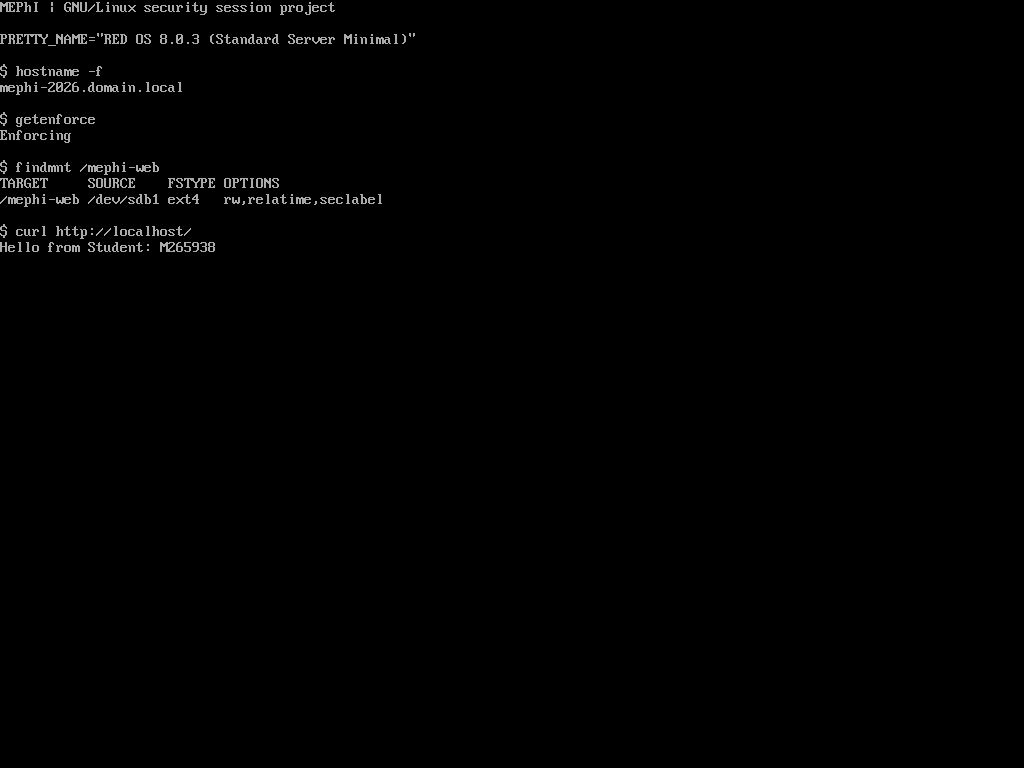 MEPhI | GNU/Linux security session project
PRETTY_NAME="RED OS 8.0.3 (Standard Server Minimal)"
$ hostname -f
mephi-2026.domain.local
$ getenforce
Enforcing
$ findmnt /mephi-web
TARGET     SOURCE    FSTYPE OPTIONS
/mephi-web /dev/sdb1 ext4   rw,relatime,seclabel
$ curl http://localhost/
Hello from Student: M265938